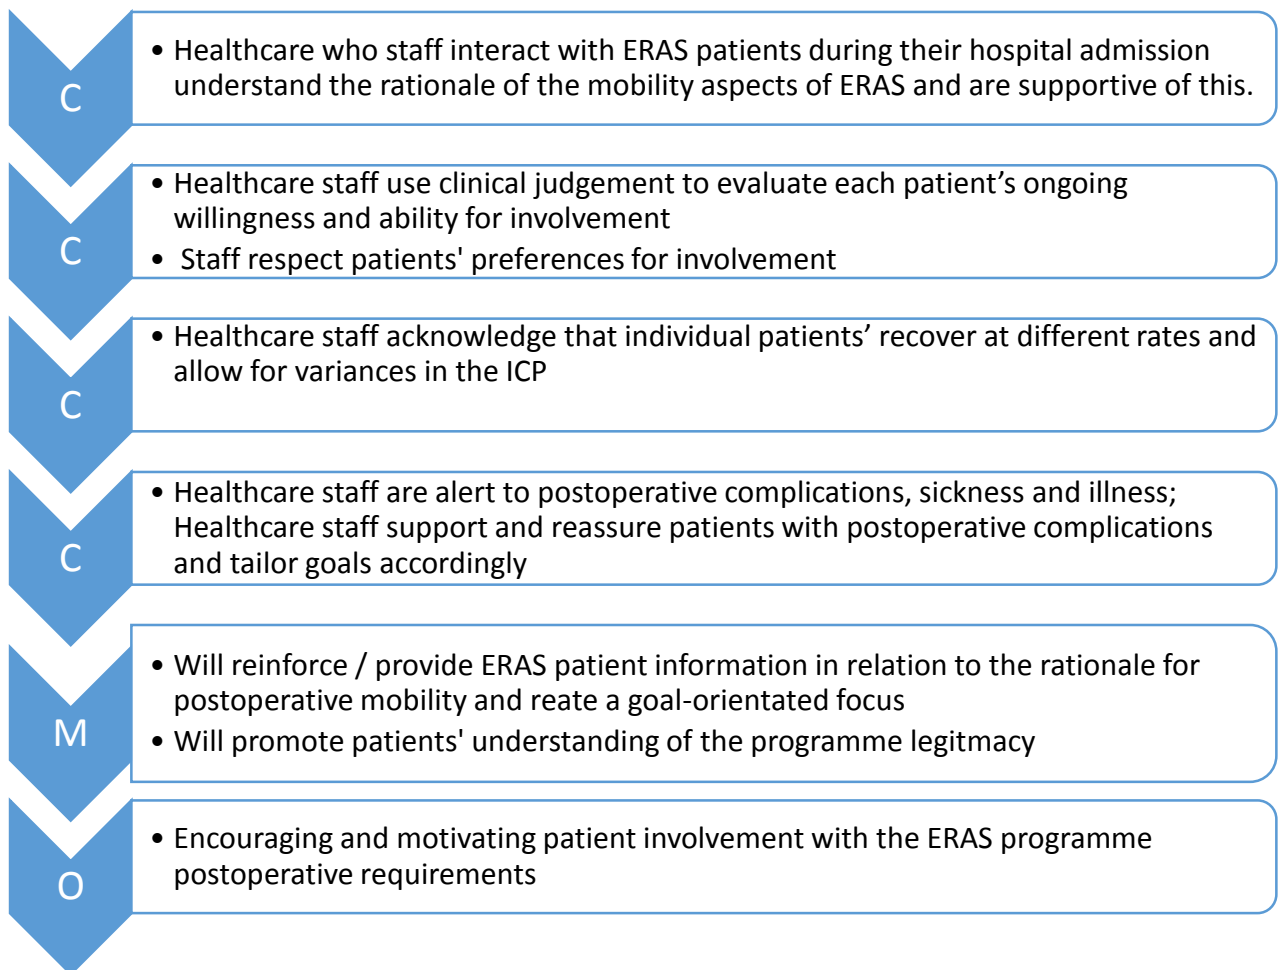 C
• Healthcare who staff interact with ERAS patients during their hospital admission
understand the rationale of the mobility aspects of ERAS and are supportive of this.
C
• Healthcare staff use clinical judgement to evaluate each patient’s ongoing
willingness and ability for involvement
• Staff respect patients' preferences for involvement
C
• Healthcare staff acknowledge that individual patients’ recover at different rates and
allow for variances in the ICP
C
• Healthcare staff are alert to postoperative complications, sickness and illness;
Healthcare staff support and reassure patients with postoperative complications
and tailor goals accordingly
M
• Will reinforce / provide ERAS patient information in relation to the rationale for
postoperative mobility and reate a goal-orientated focus
• Will promote patients' understanding of the programme legitmacy
O
• Encouraging and motivating patient involvement with the ERAS programme
postoperative requirements